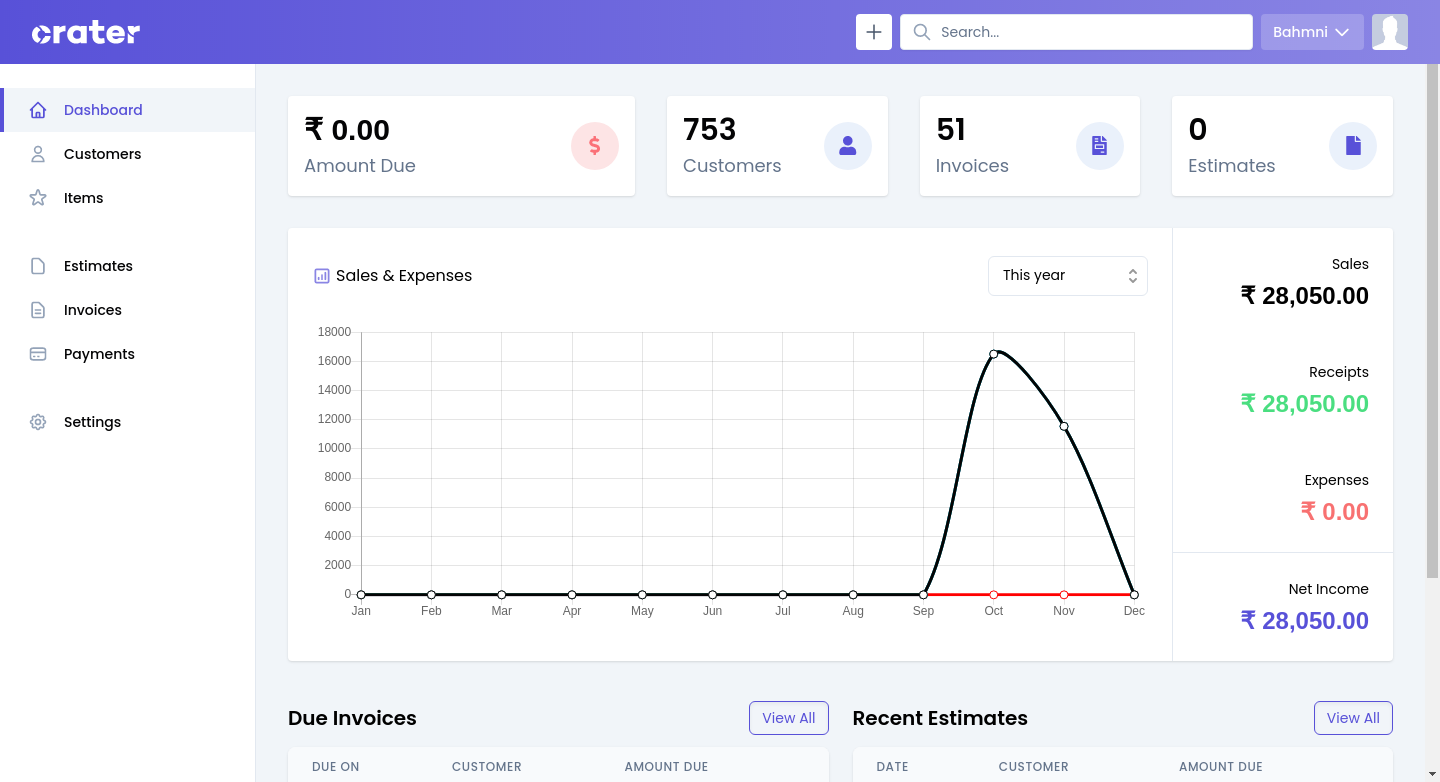 crater
Search...
Bahmni
Dashboard
Customers
Items
Estimates
Invoices
Payments
Settings
₹ 0.00
Amount Due
753
Customers
51
Invoices
0
Estimates
Sales & Expenses
This year
18000
16000
14000
12000
10000
8000
6000
4000
2000
0
Jan Feb Mar Apr May Jun Jul Aug Sep Oct Nov Dec
Sales
₹ 28,050.00
Receipts
₹ 28,050.00
Expenses
₹ 0.00
Net Income
₹ 28,050.00
Due Invoices
View All
DUE ON CUSTOMER AMOUNT DUE
Recent Estimates
View All
DATE CUSTOMER AMOUNT DUE